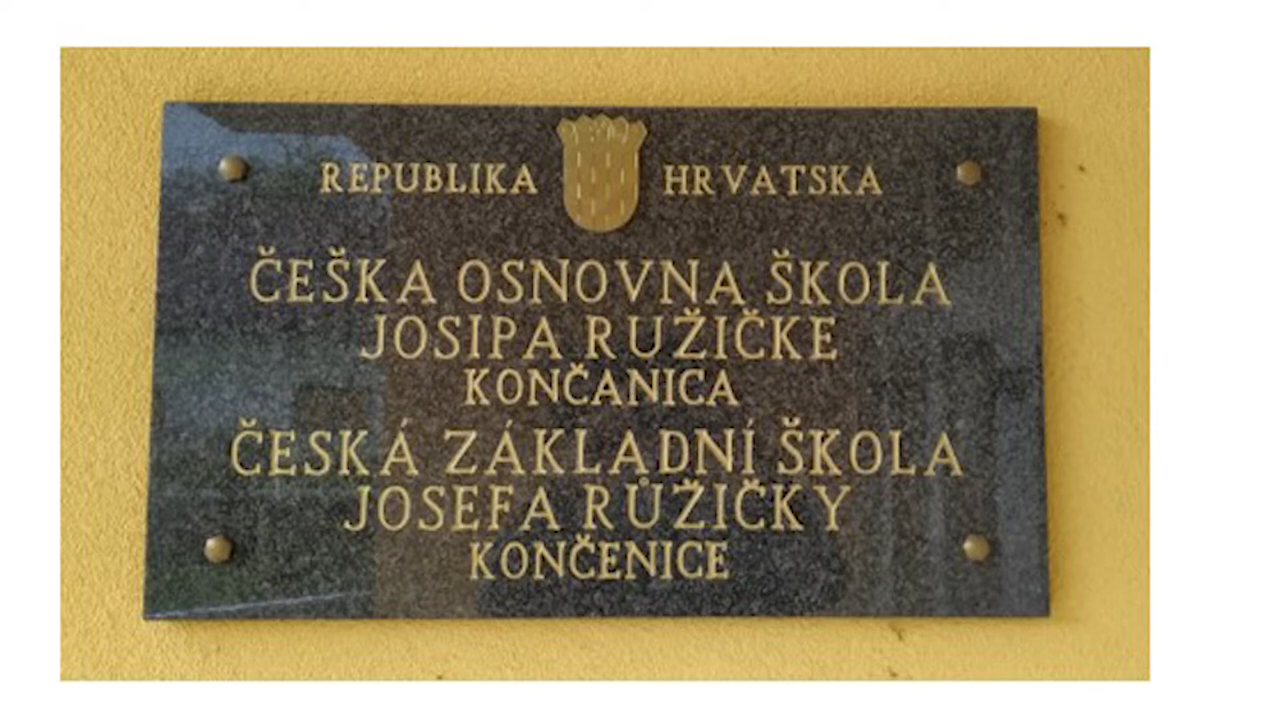 REPUBLIKA HRVATSKA
ČEŠKA OSNOVNA ŠKOLA
JOSIPA RUŽIČKE
KONČANICA
ČESKÁ ZÁKLADNÍ ŠKOLA
JOSEFA RŮŽIČKY
KONČENICE